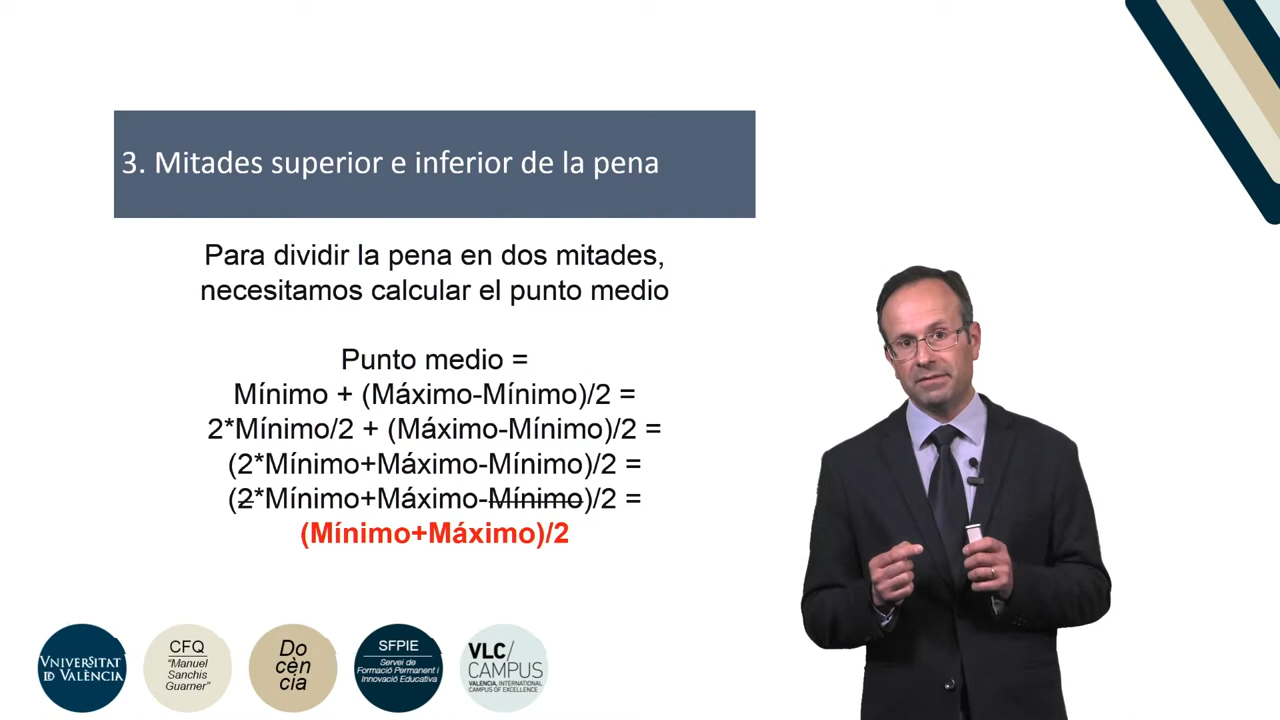 3. Mitades superior e inferior de la pena
Para dividir la pena en dos mitades,
necesitamos calcular el punto medio
Punto medio =
Mínimo + (Máximo-Mínimo)/2 =
2*Mínimo/2 + (Máximo-Mínimo)/2 =
(2*Mínimo+Máximo-Mínimo)/2 =
(2*Mínimo+Máximo-Mínimo)/2 =
(Mínimo+Máximo)/2
VNIVERSITAT
ID VALÈNCIA
CFQ
"Manuel
Sanchis
Guarner"
Do
cèn
cia
SFPIE
Servei de
Formació Permanent i
Innovació Educativa
VLC/
CAMPUS
VALENCIA, INTERNATIONAL
CAMPUS OF EXCELLENCE